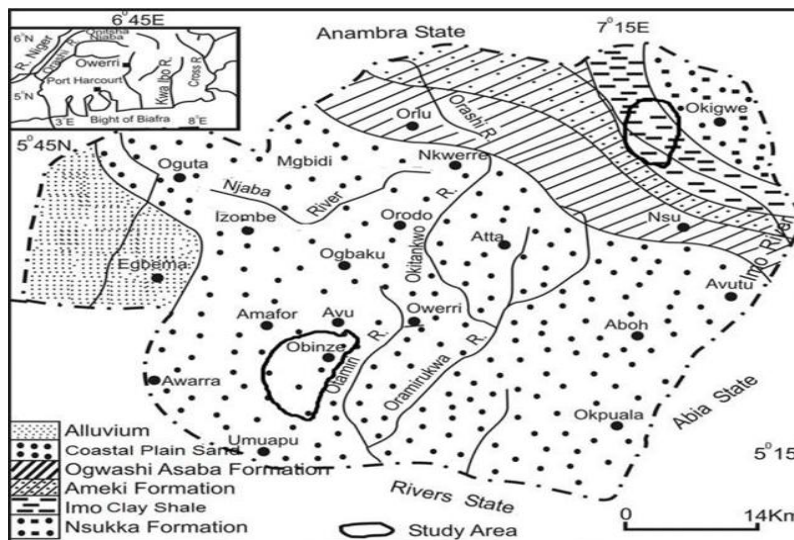 6°45E
7°15E
Anambra State
6°N
R. Niger
Orashi R
Onitsha
Njaba
Owerri
Port Harcourt
Kwa Ibo R.
Cross R
5°N
3°E
Bight of Biafra
8°E
5°45N
Orlu
Orashi R
Okigwe
Oguta
Mgbidi
Nkwerre
Njaba
River
Izombe
Orodo
R.
Okitankwo
Atta
Nsu
Imo River
Ogbaku
Egbema
Avutu
Amafor
Avu
Owerri
Aboh
Obinze
Otamin
R.
Oramirukwa
R.
Awarra
Abia State
Okpuala
Umuapu
5°15
Rivers State
Alluvium
Coastal Plain Sand
Ogwashi Asaba Formation
Ameki Formation
Imo Clay Shale
Nsukka Formation
Study Area
0
14Km